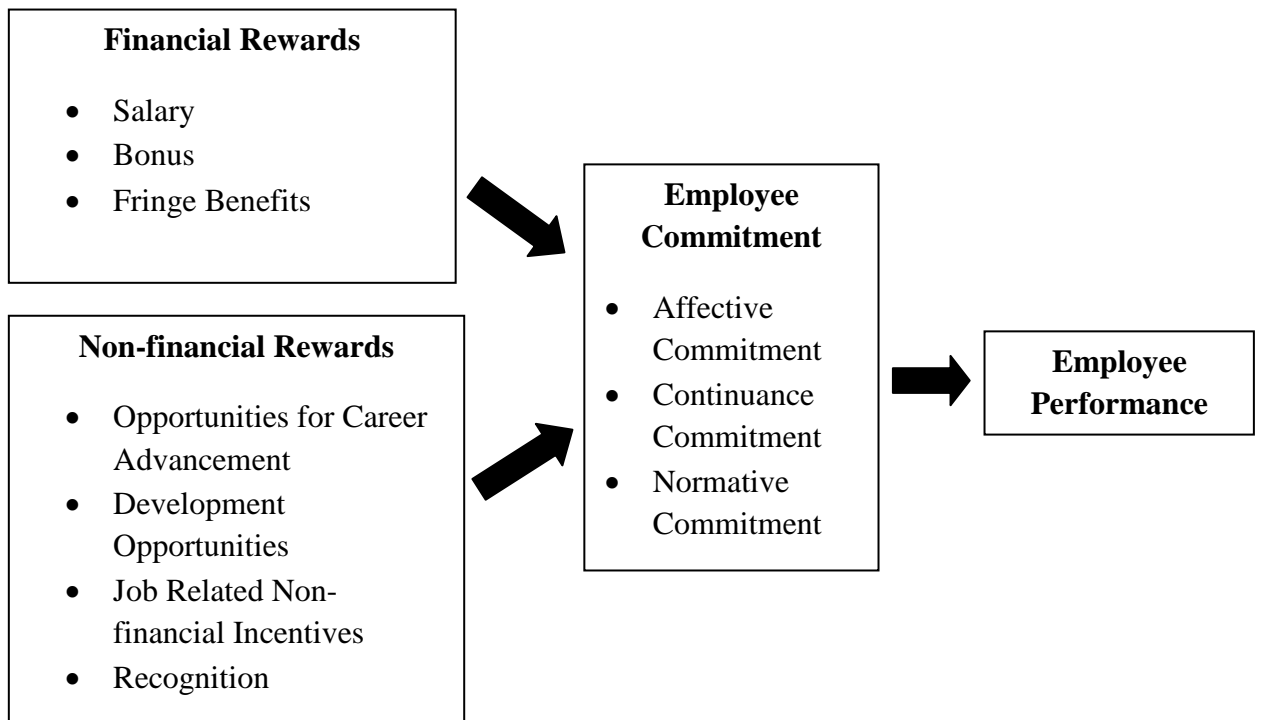 Financial Rewards
• Salary
• Bonus
• Fringe Benefits
Non-financial Rewards
• Opportunities for Career
Advancement
• Development
Opportunities
• Job Related Non-
financial Incentives
• Recognition
Employee
Commitment
• Affective
Commitment
• Continuance
Commitment
• Normative
Commitment
Employee
Performance